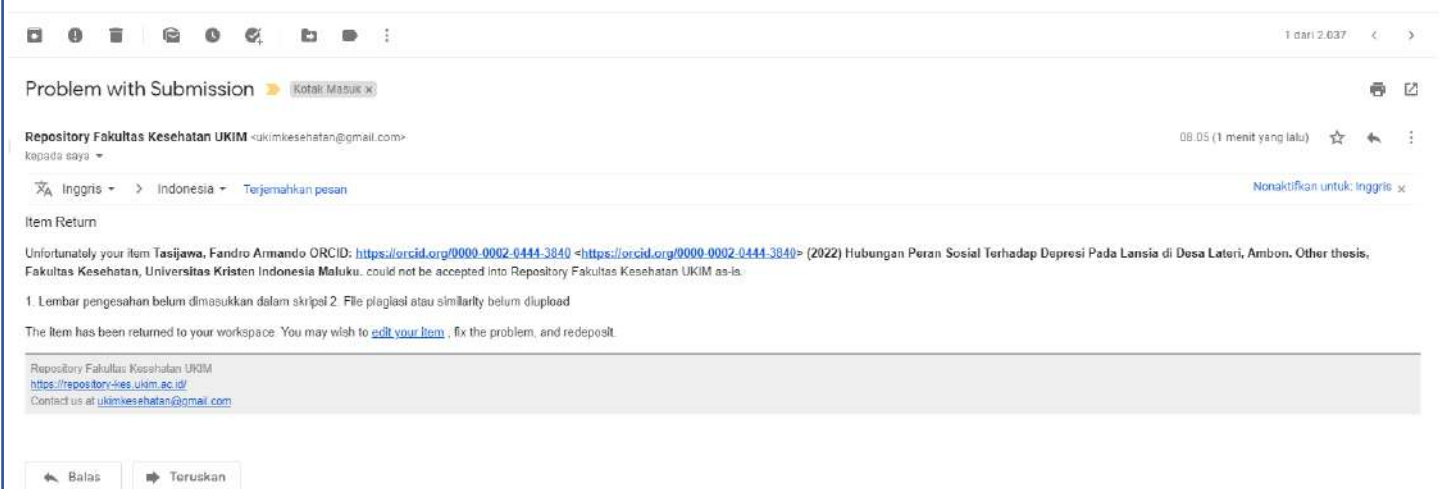 1 dari 2.037
Problem with Submission Kotak Masuk x
Repository Fakultas Kesehatan UKIM <ukimkesehatan@gmail.com> 08.05 (1 menit yang lalu)
kepada saya
Inggris > Indonesia Terjemahkan pesan Nonaktifkan untuk: Inggris x
Item Return
Unfortunately your item Tasijawa, Fandro Armando ORCID: https://orcid.org/0000-0002-0444-3840 <https://orcid.org/0000-0002-0444-3840> (2022) Hubungan Peran Sosial Terhadap Depresi Pada Lansia di Desa Lateri, Ambon. Other thesis,
Fakultas Kesehatan, Universitas Kristen Indonesia Maluku. could not be accepted into Repository Fakultas Kesehatan UKIM as-is.
1. Lembar pengesahan belum dimasukkan dalam skripsi 2. File plagiasi atau similarity belum diupload
The item has been returned to your workspace. You may wish to edit your item , fix the problem, and redeposit.
Repository Fakultas Kesehatan UKIM
https://repository-kes.ukim.ac.id/
Contact us at ukimkesehatan@gmail.com
Balas Teruskan